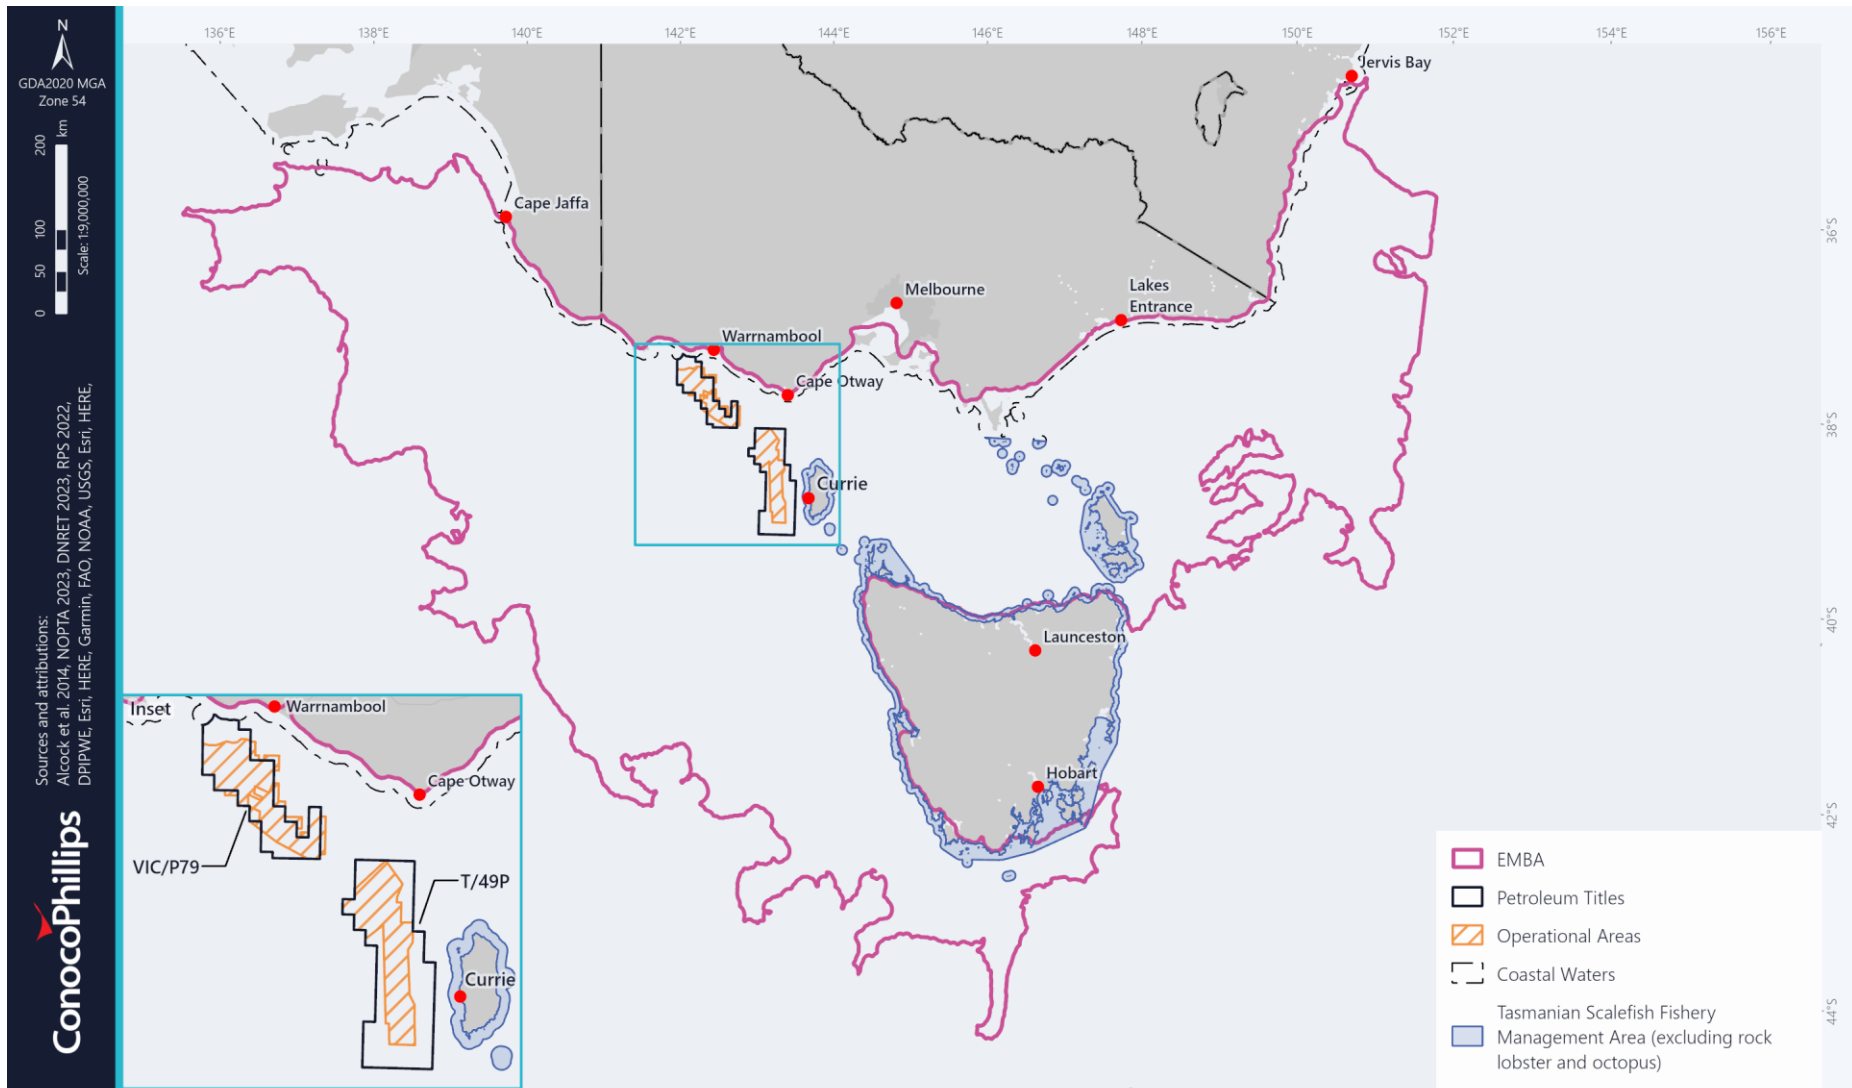 N
GDA2020 MGA
Zone 54
0 50 100 200 km
Scale: 1:9,000,000
Sources and attributions:
Alcock et al. 2014, NOPTA 2023, DNRET 2023, RPS 2022,
DPIPWE, Esri, HERE, Garmin, FAO, NOAA, USGS, Esri, HERE,
ConocoPhillips
136°E 138°E 140°E 142°E 144°E 146°E 148°E 150°E 152°E 154°E 156°E
Jervis Bay
Cape Jaffa
36°S
Melbourne
Lakes
Entrance
Warrnambool
Cape Otway
38°S
Currie
40°S
Launceston
Hobart
42°S
44°S
Inset
Warrnambool
Cape Otway
VIC/P79
T/49P
Currie
EMBA
Petroleum Titles
Operational Areas
Coastal Waters
Tasmanian Scalefish Fishery
Management Area (excluding rock
lobster and octopus)